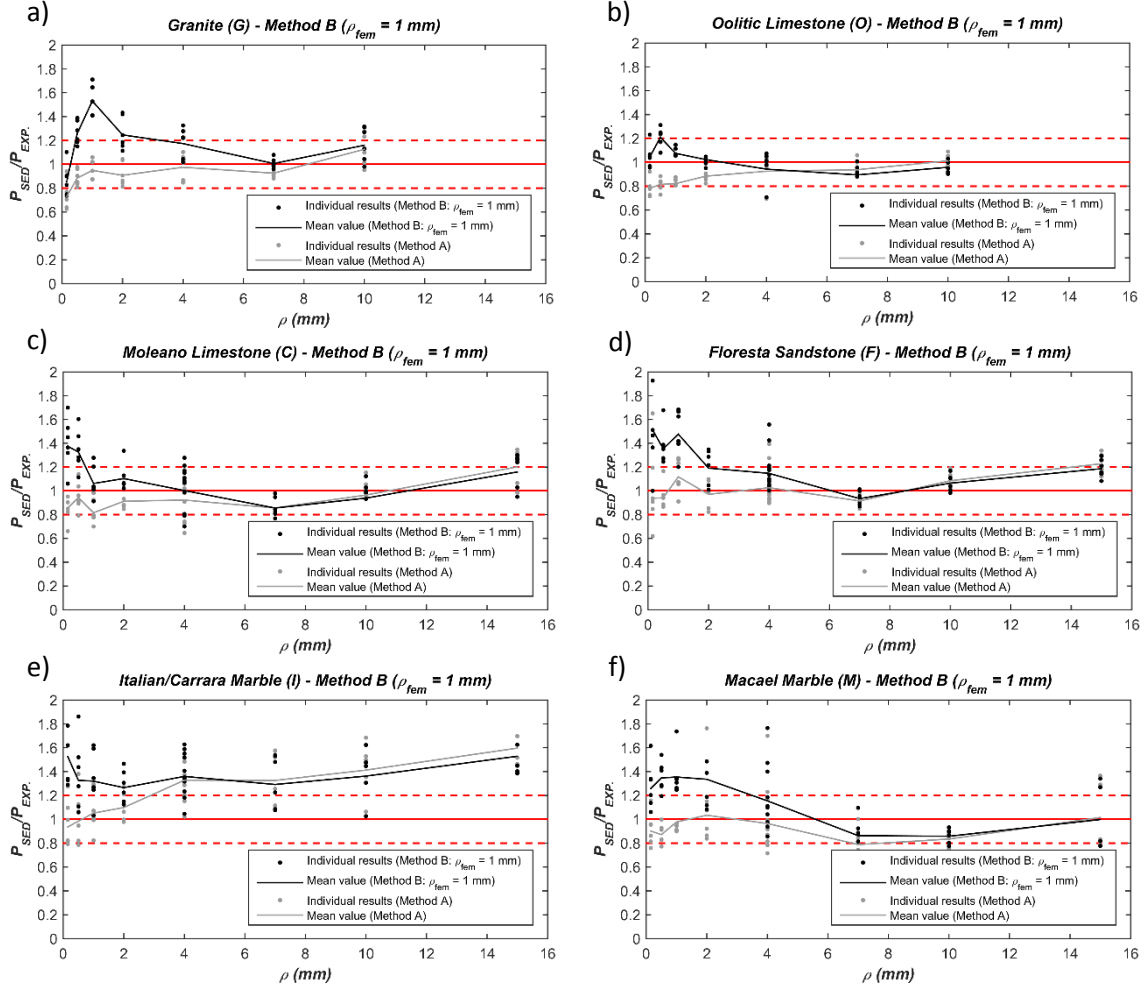 a)
Granite (G) - Method B (ρfem = 1 mm)
2
1.8
1.6
1.4
1.2
1
0.8
0.6
0.4
0.2
0
PSED/PEXP.
Individual results (Method B: ρfem = 1 mm)
Mean value (Method B: ρfem = 1 mm)
Individual results (Method A)
Mean value (Method A)
0 2 4 6 8 10 12 14 16
ρ (mm)
b)
Oolitic Limestone (O) - Method B (ρfem = 1 mm)
2
1.8
1.6
1.4
1.2
1
0.8
0.6
0.4
0.2
0
PSED/PEXP.
Individual results (Method B: ρfem = 1 mm)
Mean value (Method B: ρfem = 1 mm)
Individual results (Method A)
Mean value (Method A)
0 2 4 6 8 10 12 14 16
ρ (mm)
c)
Moleano Limestone (C) - Method B (ρfem = 1 mm)
2
1.8
1.6
1.4
1.2
1
0.8
0.6
0.4
0.2
0
PSED/PEXP.
Individual results (Method B: ρfem = 1 mm)
Mean value (Method B: ρfem = 1 mm)
Individual results (Method A)
Mean value (Method A)
0 2 4 6 8 10 12 14 16
ρ (mm)
d)
Floresta Sandstone (F) - Method B (ρfem = 1 mm)
2
1.8
1.6
1.4
1.2
1
0.8
0.6
0.4
0.2
0
PSED/PEXP.
Individual results (Method B: ρfem = 1 mm)
Mean value (Method B: ρfem = 1 mm)
Individual results (Method A)
Mean value (Method A)
0 2 4 6 8 10 12 14 16
ρ (mm)
e)
Italian/Carrara Marble (I) - Method B (ρfem = 1 mm)
2
1.8
1.6
1.4
1.2
1
0.8
0.6
0.4
0.2
0
PSED/PEXP.
Individual results (Method B: ρfem = 1 mm)
Mean value (Method B: ρfem = 1 mm)
Individual results (Method A)
Mean value (Method A)
0 2 4 6 8 10 12 14 16
ρ (mm)
f)
Macael Marble (M) - Method B (ρfem = 1 mm)
2
1.8
1.6
1.4
1.2
1
0.8
0.6
0.4
0.2
0
PSED/PEXP.
Individual results (Method B: ρfem = 1 mm)
Mean value (Method B: ρfem = 1 mm)
Individual results (Method A)
Mean value (Method A)
0 2 4 6 8 10 12 14 16
ρ (mm)